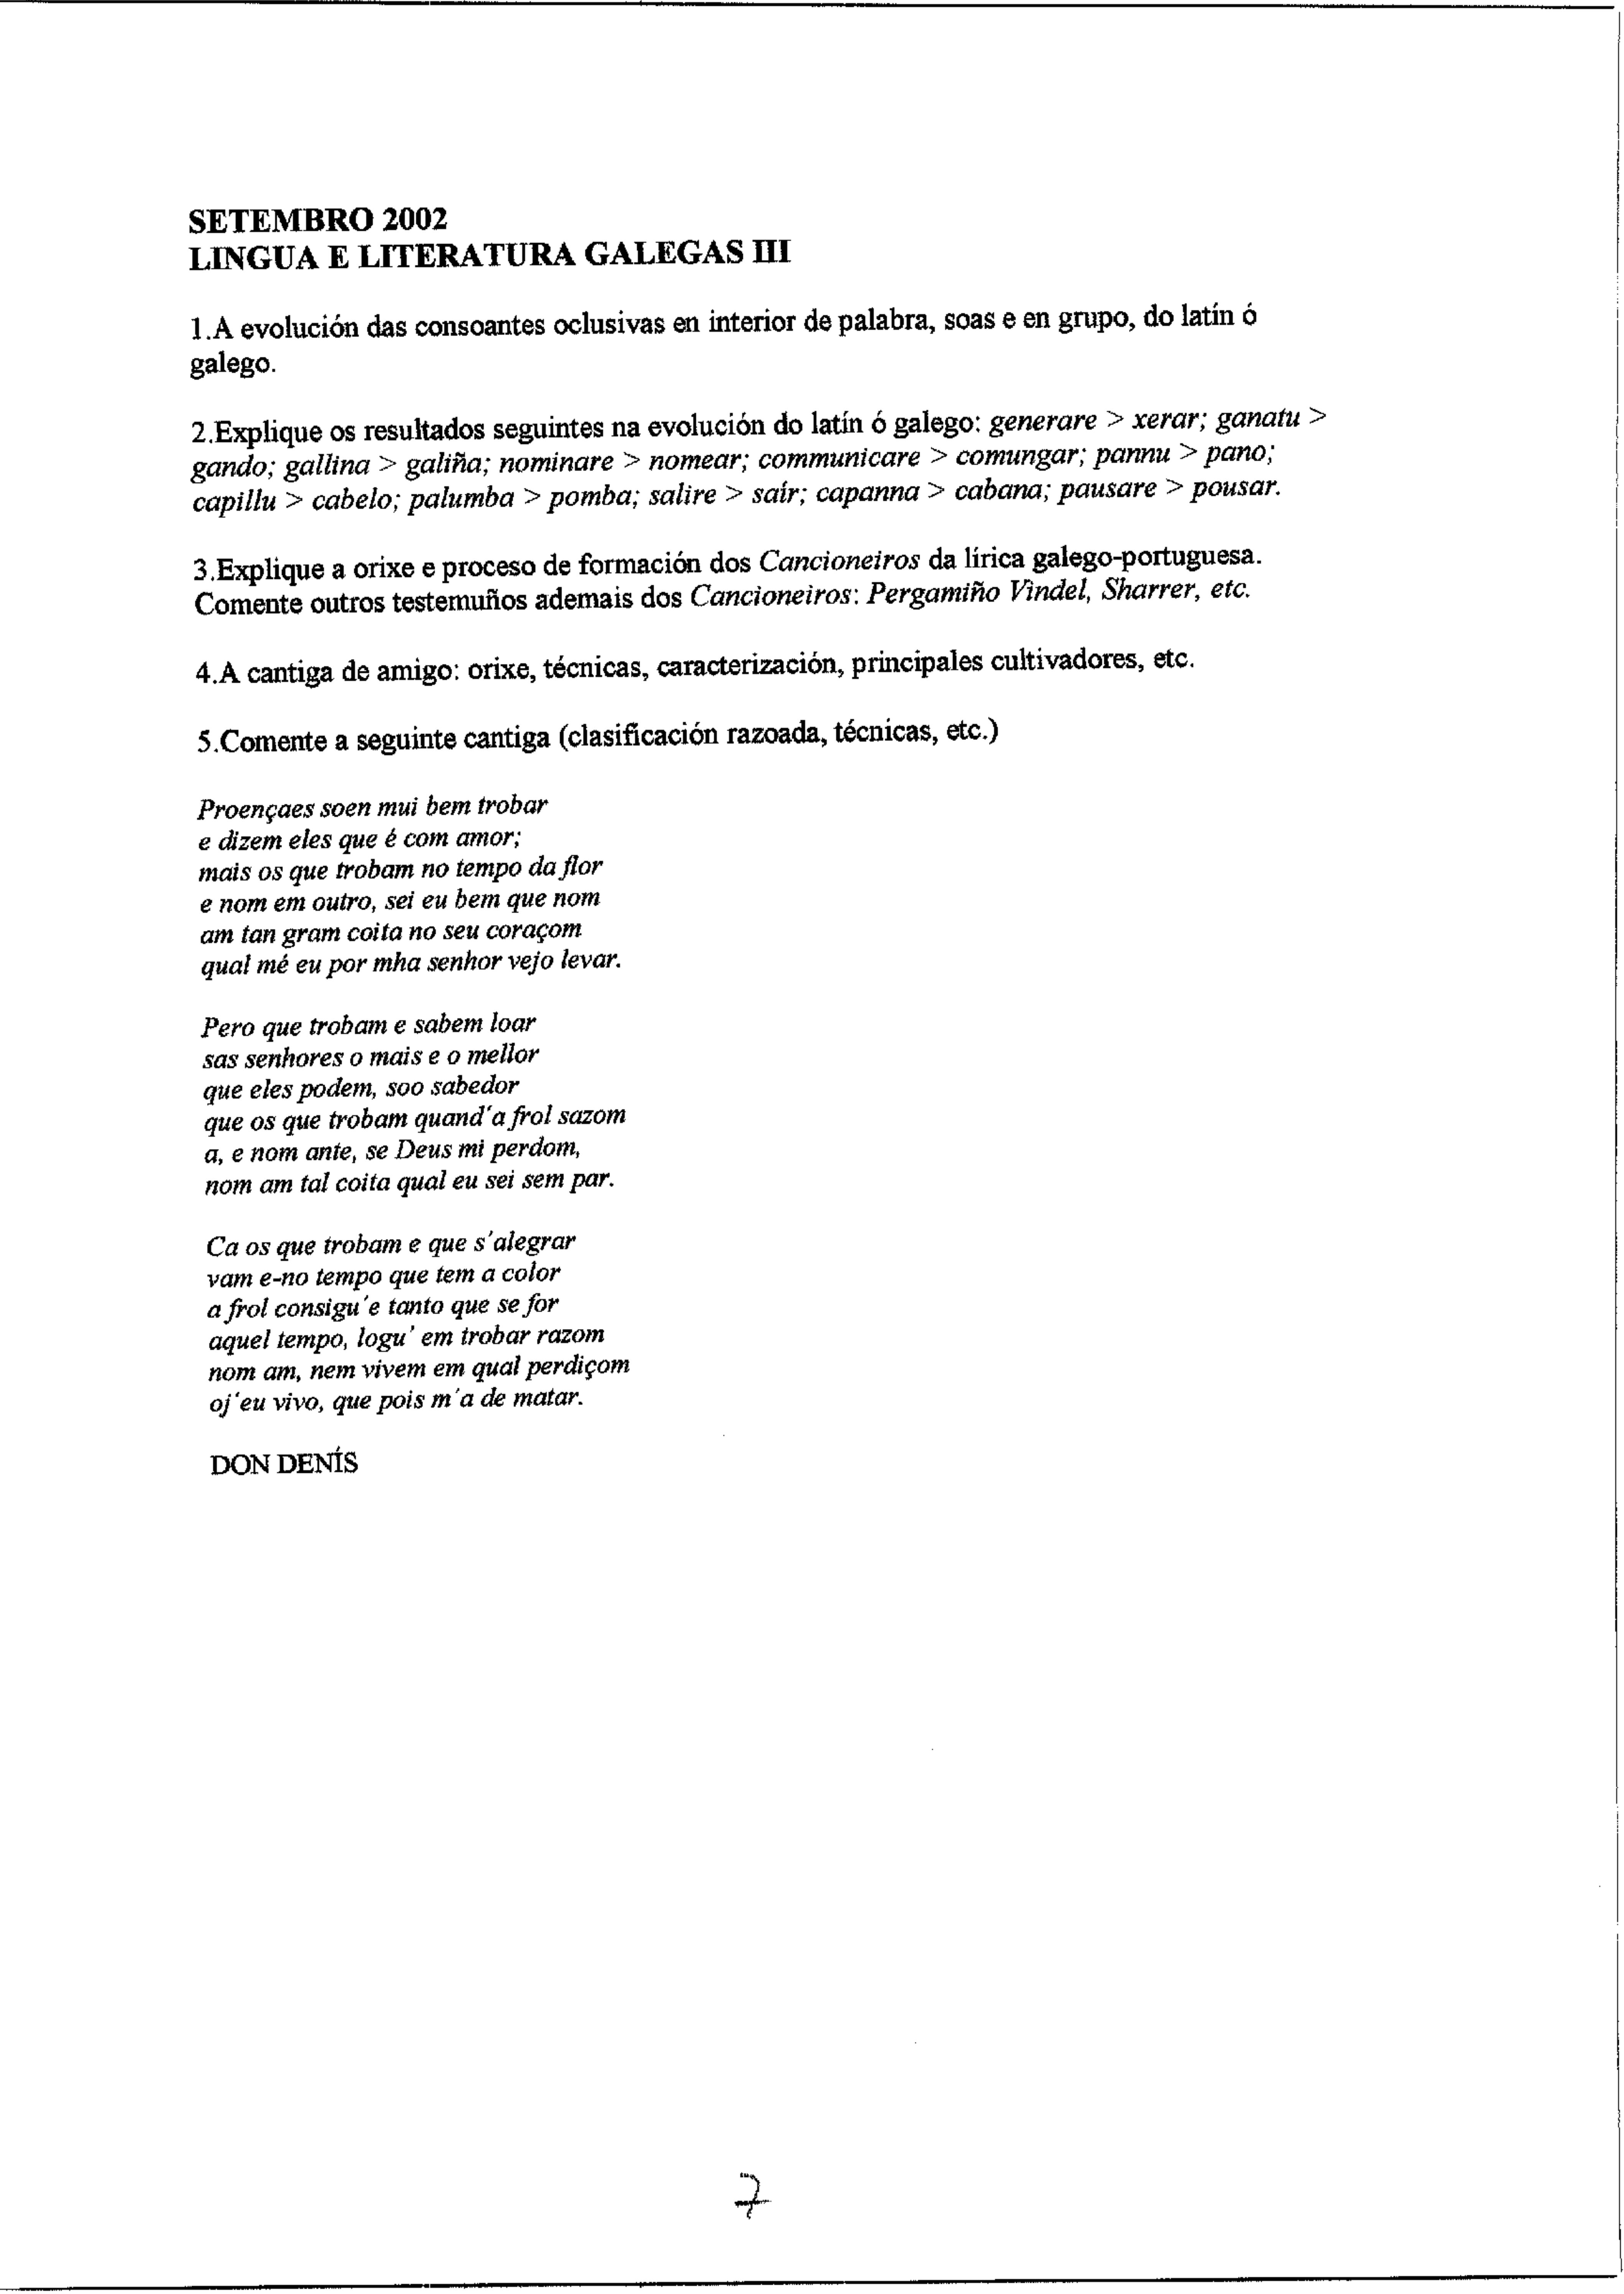 SETEMBRO 2002
LINGUA E LITERATURA GALEGAS III
1.A evolución das consoantes oclusivas en interior de palabra, soas e en grupo, do latín ó
galego.
2.Explique os resultados seguintes na evolución do latín ó galego: generare > xerar; ganatu >
gando; gallina > galiña; nominare > nomear; communicare > comungar; pannu > pano;
capillu > cabelo; palumba > pomba; salire > saír; capanna > cabana; pausare > pousar.
3.Explique a orixe e proceso de formación dos Cancioneiros da lírica galego-portuguesa.
Comente outros testemuños ademais dos Cancioneiros: Pergamiño Vindel, Sharrer, etc.
4.A cantiga de amigo: orixe, técnicas, caracterización, principales cultivadores, etc.
5.Comente a seguinte cantiga (clasificación razoada, técnicas, etc.)
Proençaes soen mui bem trobar
e dizem eles que é com amor;
mais os que trobam no tempo da flor
e nom em outro, sei eu bem que nom
am tan gram coita no seu coraçom
qual mé eu por mha senhor vejo levar.
Pero que trobam e sabem loar
sas senhores o mais e o mellor
que eles podem, soo sabedor
que os que trobam quand'a frol sazom
a, e nom ante, se Deus mi perdom,
nom am tal coita qual eu sei sem par.
Ca os que trobam e que s'alegrar
vam e-no tempo que tem a color
a frol consigu'e tanto que se for
aquel tempo, logu' em trobar razom
nom am, nem vivem em qual perdiçom
oj'eu vivo, que pois m'a de matar.
DON DENÍS
7